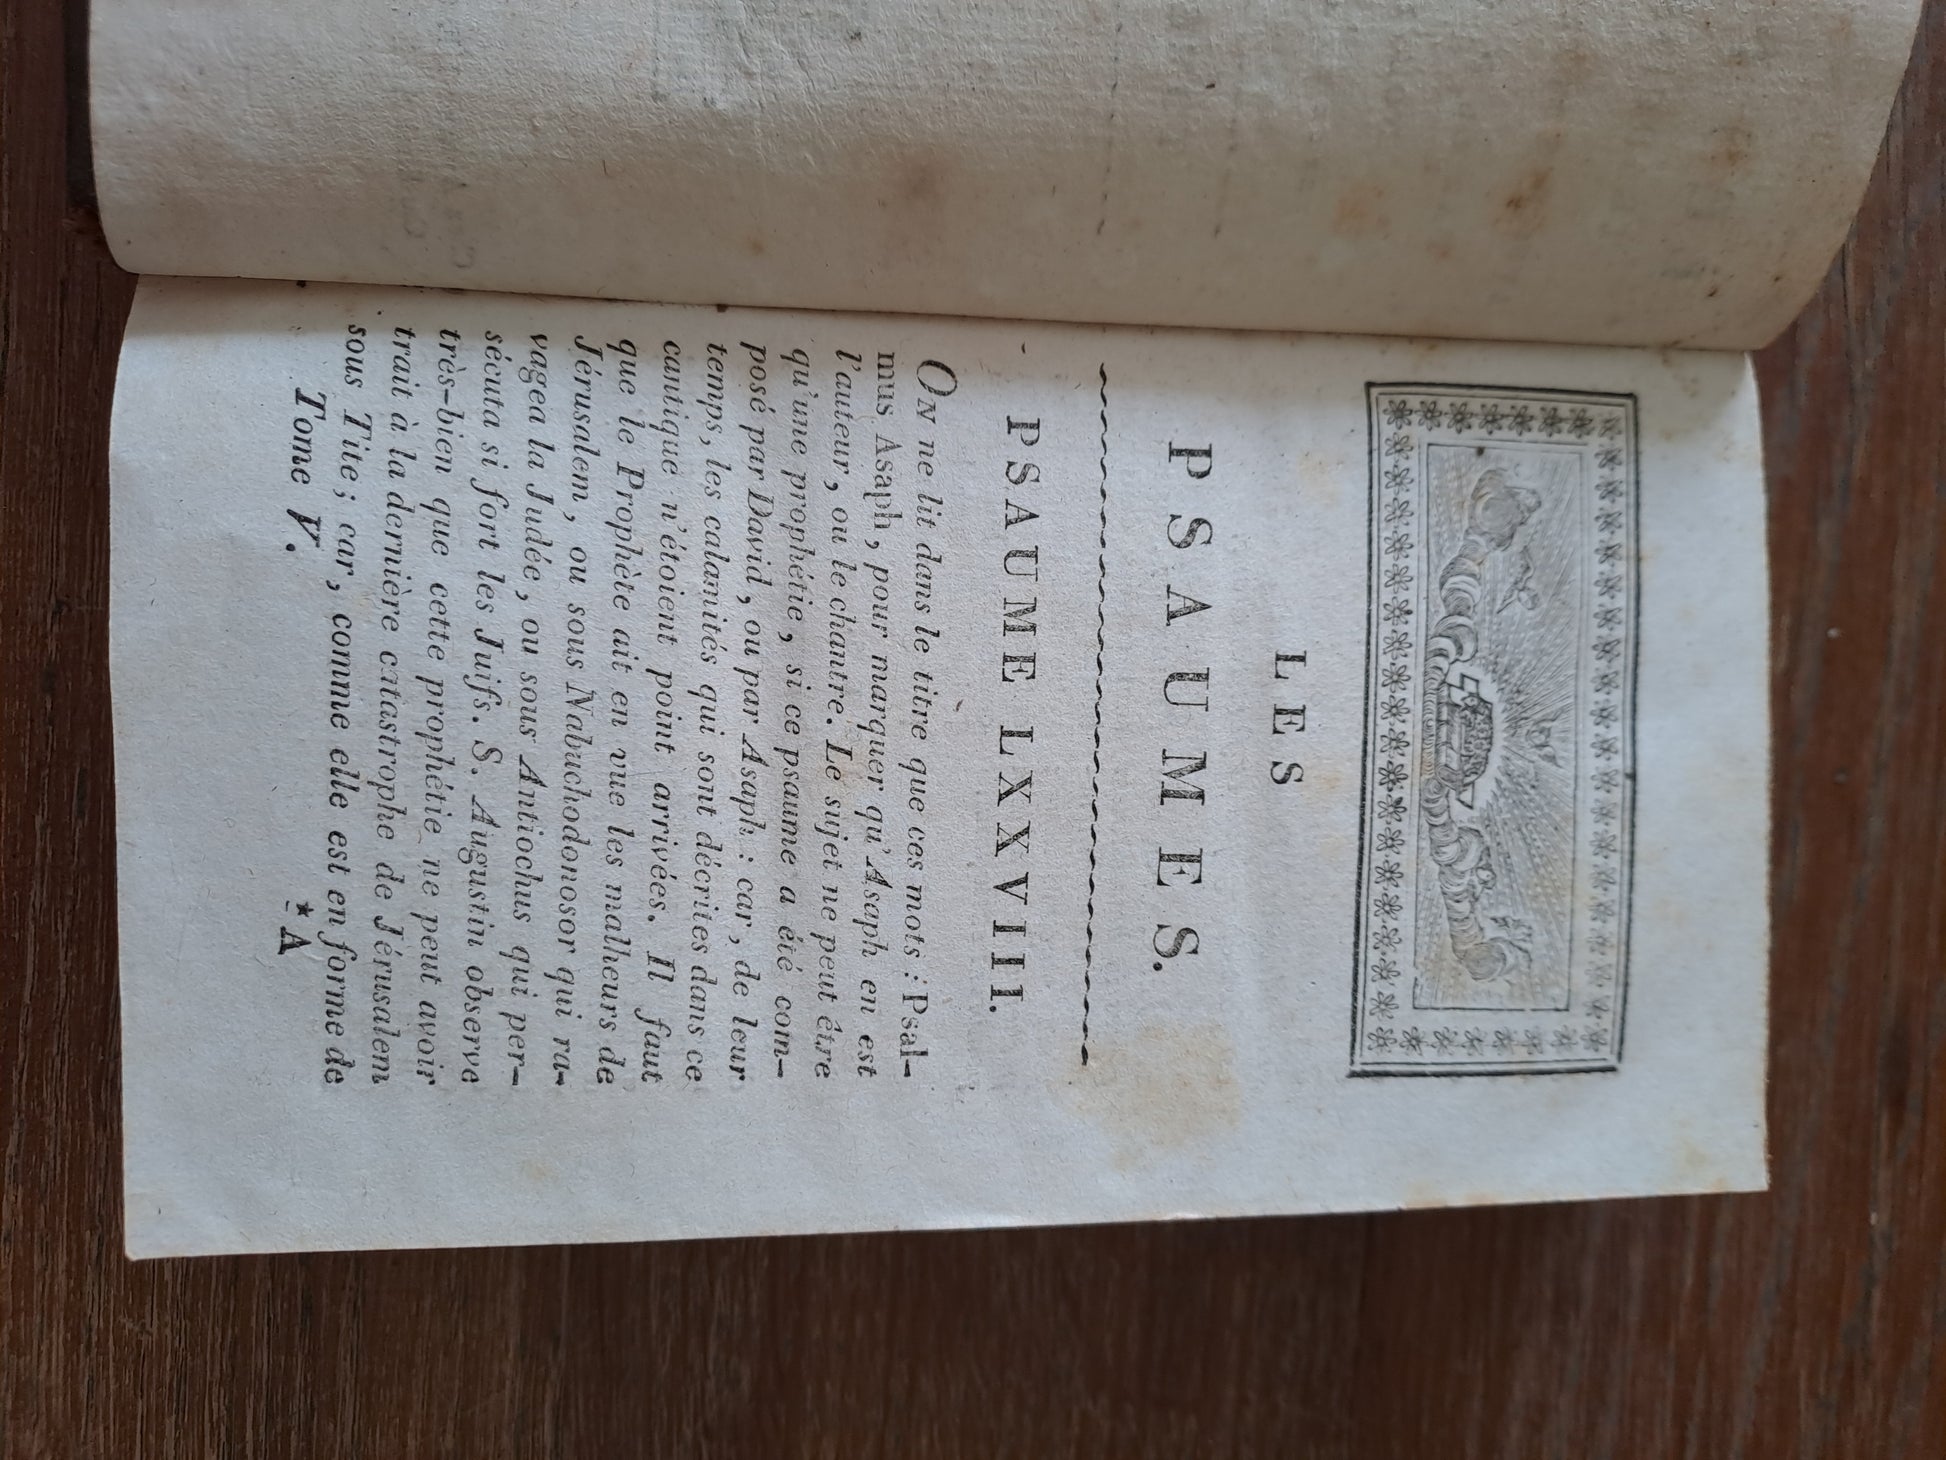 LES
PSAUMES.
PSAUME LXXVIII.
ON ne lit dans le titre que ces mots : Psal-
mus Asaph, pour marquer qu'Asaph en est
l'auteur, ou le chantre. Le sujet ne peut être
qu'une prophétie, si ce psaume a été com-
posé par David, ou par Asaph : car, de leur
temps, les calamités qui sont décrites dans ce
cantique n'étoient point arrivées. Il faut
que le Prophète ait en vue les malheurs de
Jérusalem, ou sous Nabuchodonosor qui ra-
vagea la Judée, ou sous Antiochus qui per-
sécuta si fort les Juifs. S. Augustin observe
très-bien que cette prophétie ne peut avoir
trait à la dernière catastrophe de Jérusalem
sous Tite; car, comme elle est en forme de
Tome V. * A